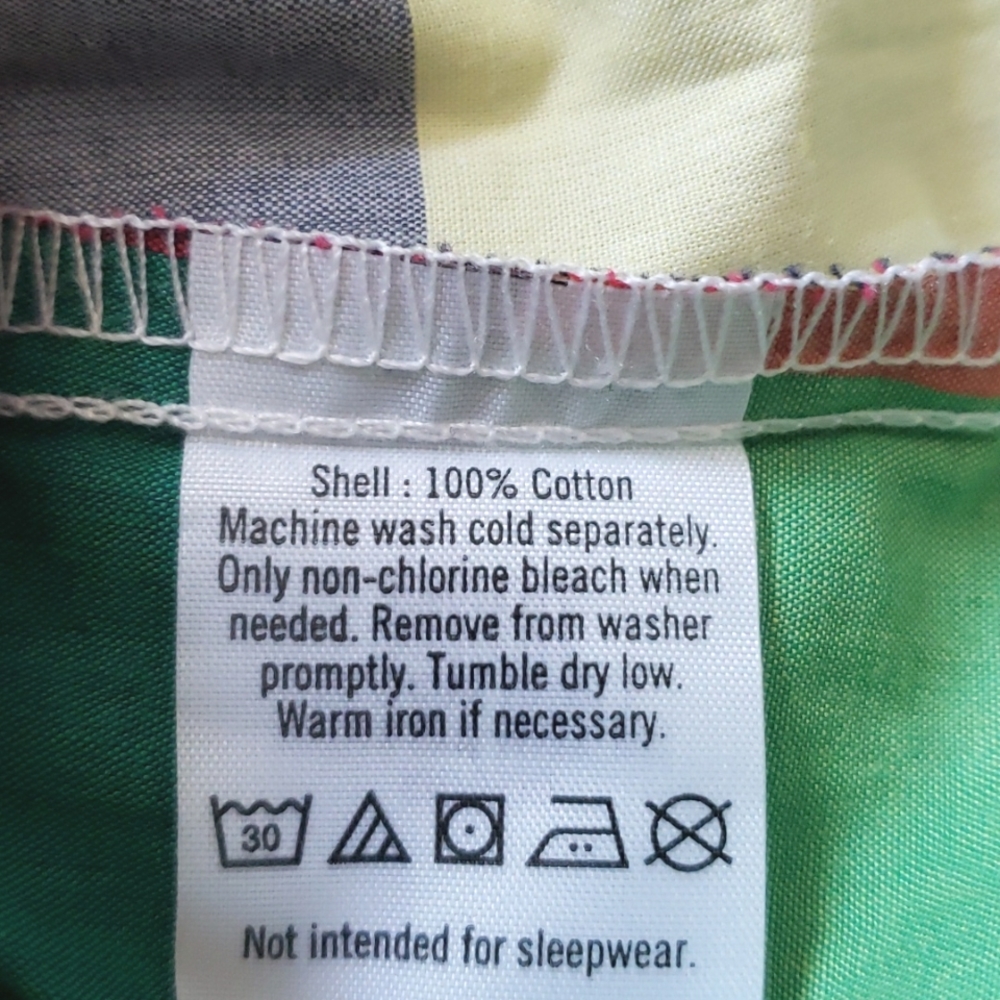 Shell : 100% Cotton
Machine wash cold separately.
Only non-chlorine bleach when
needed. Remove from washer
promptly. Tumble dry low.
Warm iron if necessary.
30
Not intended for sleepwear.